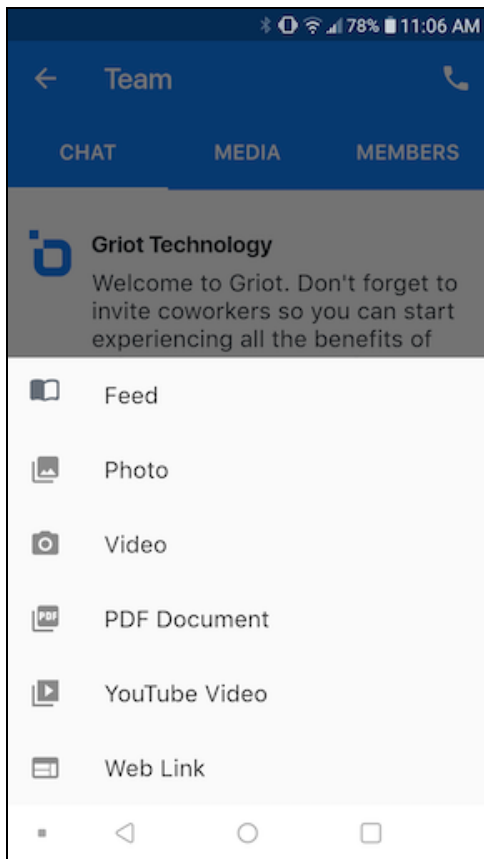 78% 11:06 AM
Team
CHAT MEDIA MEMBERS
Griot Technology
Welcome to Griot. Don't forget to
invite coworkers so you can start
experiencing all the benefits of
Feed
Photo
Video
PDF
PDF Document
YouTube Video
Web Link